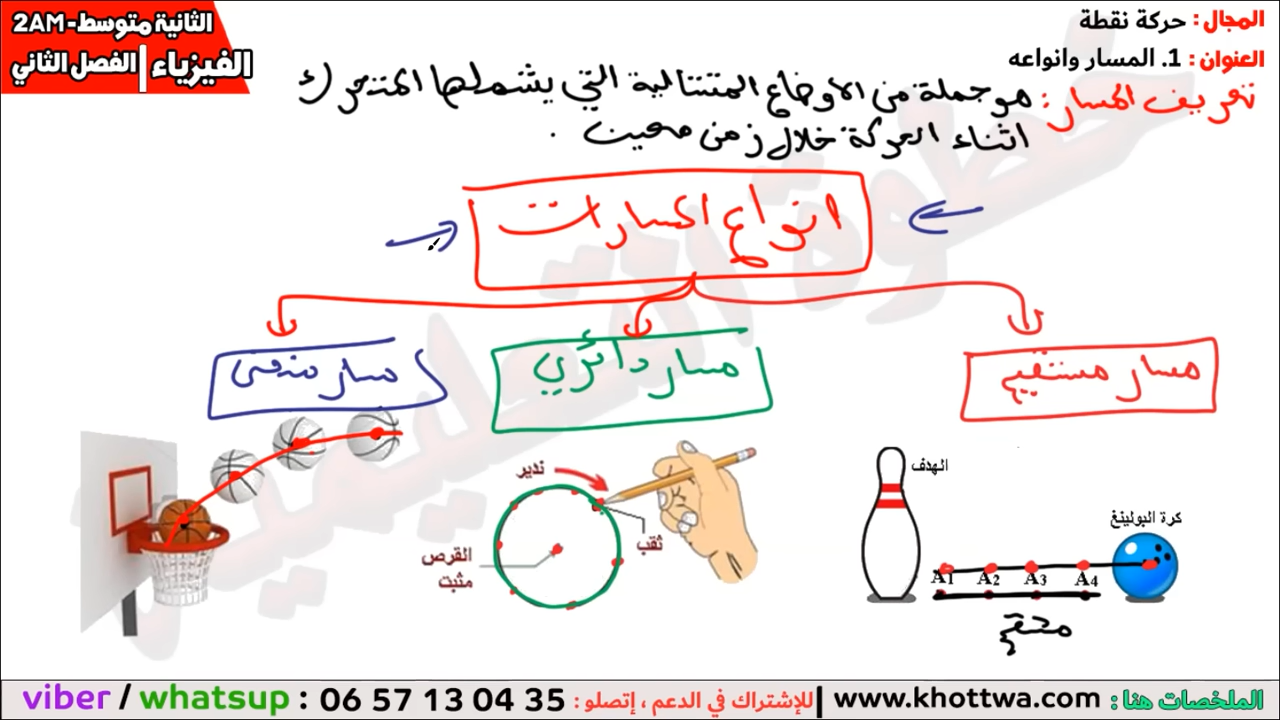 المجال : حركة نقطة
الثانية متوسط-2AM
العنوان : 1. المسار وانواعه
الفيزياء | الفصل الثاني
تعريف المسار : هو جملة من الأوضاع المتتالية التي يشملها المتحرك
اثناء الحركة خلال زمن معين .
انواع المسارات
مسار مستقيم
مسار دائري
مسار منحني
الهدف
كرة البولينغ
A1 A2 A3 A4
مستقيم
ندير
ثقب
القرص
مثبت
الملخصات هنا : www.khottwa.com | للإشتراك في الدعم ، إتصلو : viber / whatsup : 06 57 13 04 35